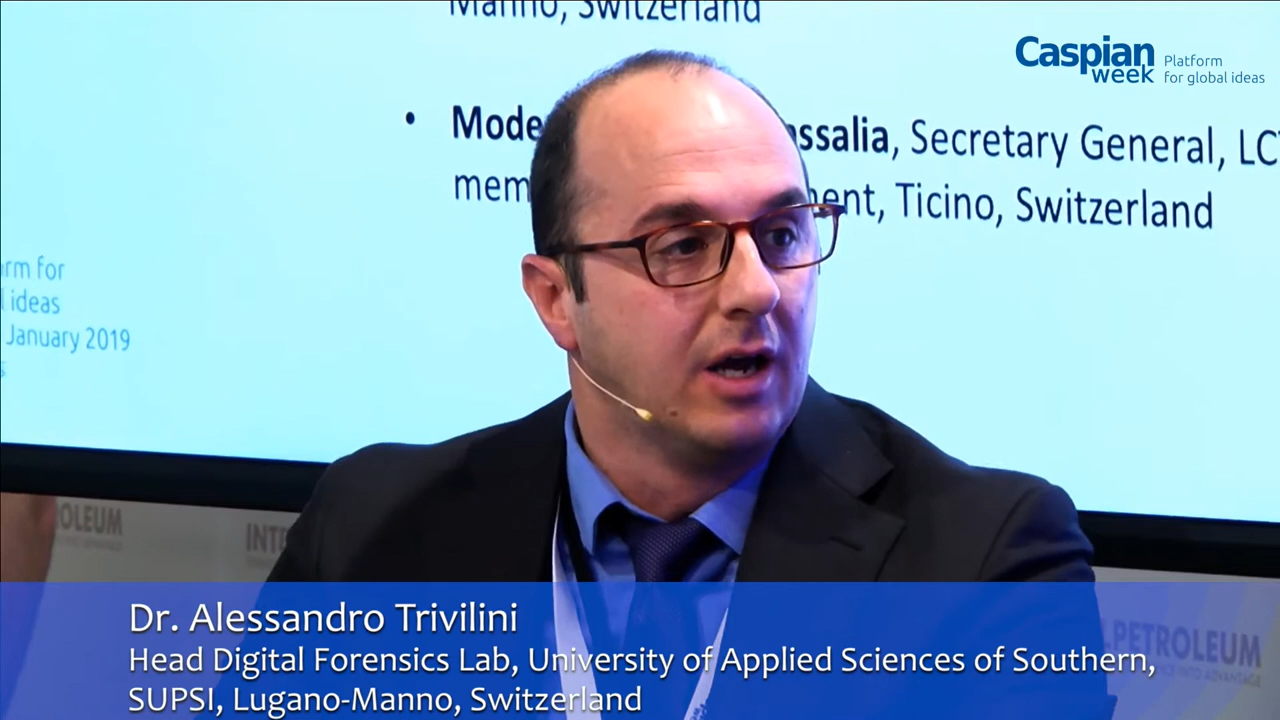 Manno, Switzerland
Caspian
week
Platform
for global ideas
• Mode ssalia, Secretary General, LC
mem ent, Ticino, Switzerland
rm for
l ideas
January 2019
s
OLEUM
INTE
.PETROLEUM
Dr. Alessandro Trivilini
Head Digital Forensics Lab, University of Applied Sciences of Southern,
SUPSI, Lugano-Manno, Switzerland